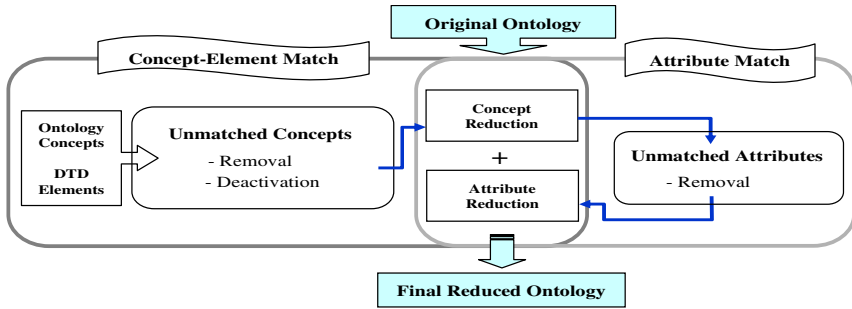 Original Ontology
Concept-Element Match
Attribute Match
Ontology
Concepts
DTD
Elements
Unmatched Concepts
- Removal
- Deactivation
Concept
Reduction
+
Attribute
Reduction
Unmatched Attributes
- Removal
Final Reduced Ontology